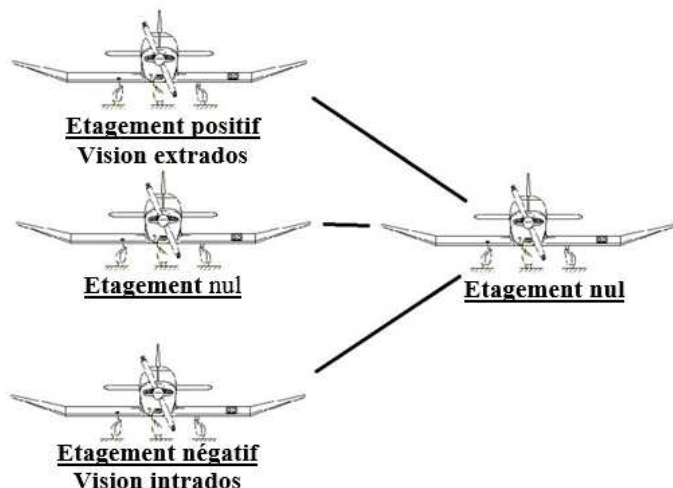 Etagement positif
Vision extrados
Etagement nul
Etagement nul
Etagement négatif
Vision intrados